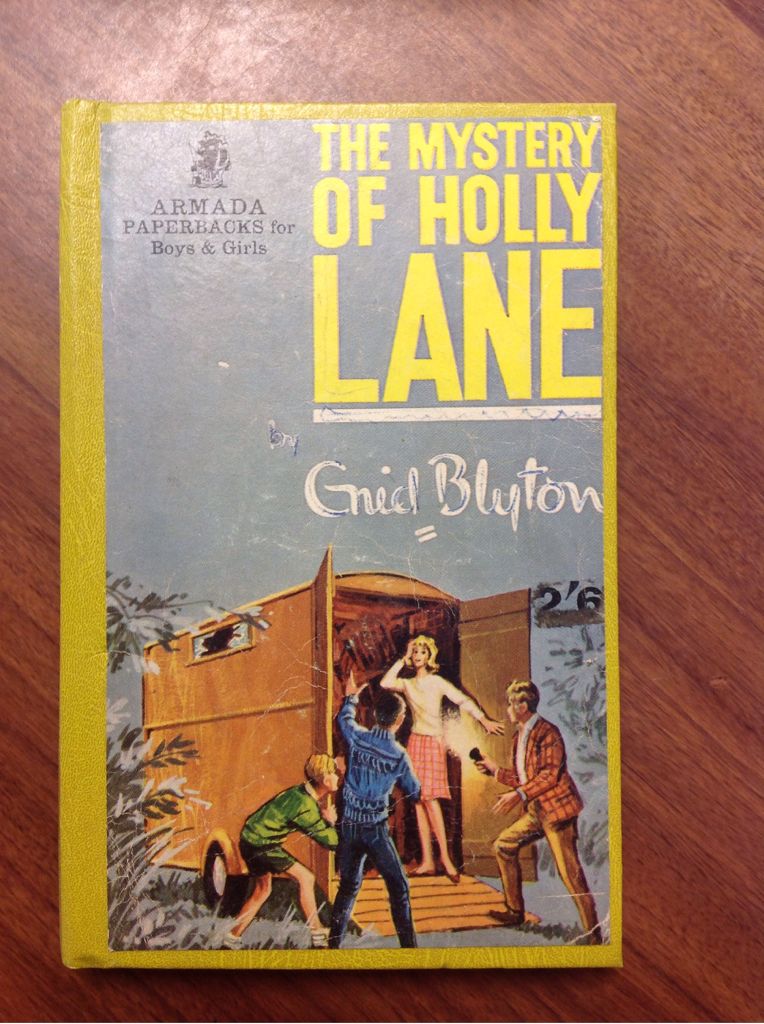 ARMADA
PAPERBACKS for
Boys & Girls
THE MYSTERY
OF HOLLY
LANE
by
Enid Blyton
2'6